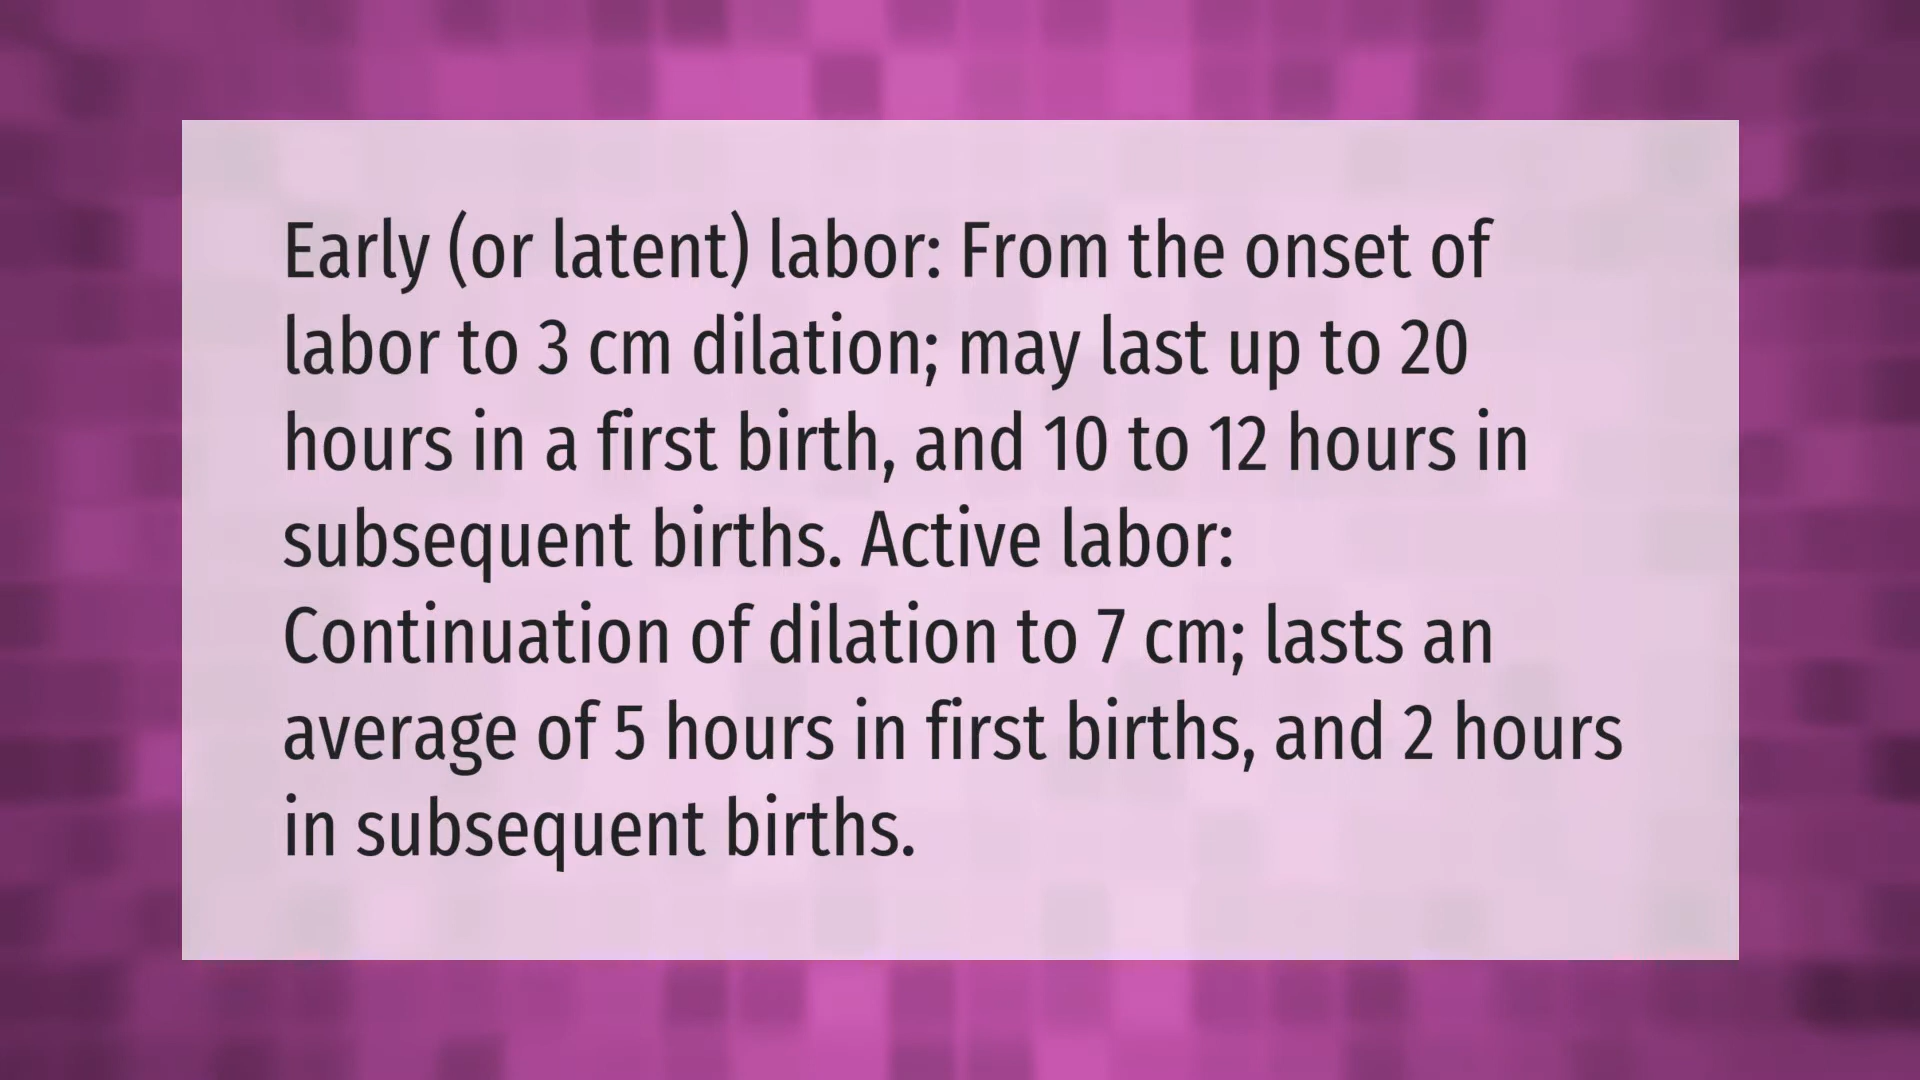 Early (or latent) labor: From the onset of
labor to 3 cm dilation; may last up to 20
hours in a first birth, and 10 to 12 hours in
subsequent births. Active labor:
Continuation of dilation to 7 cm; lasts an
average of 5 hours in first births, and 2 hours
in subsequent births.